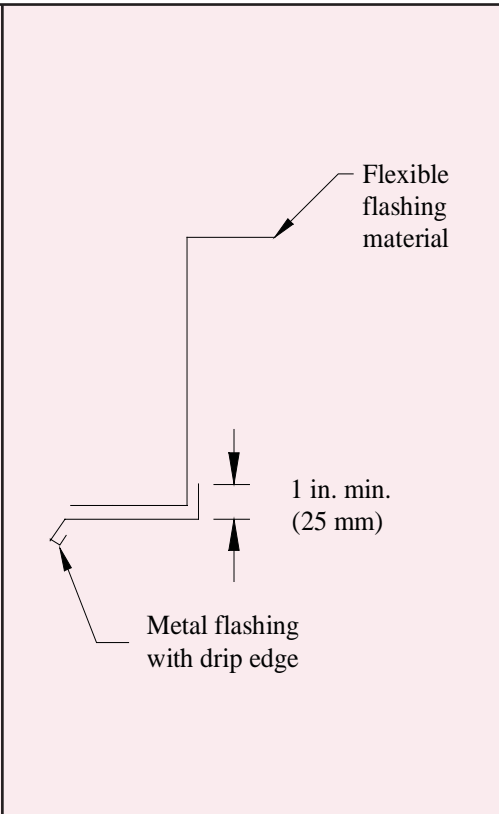 Flexible
flashing
material
1 in. min.
(25 mm)
Metal flashing
with drip edge